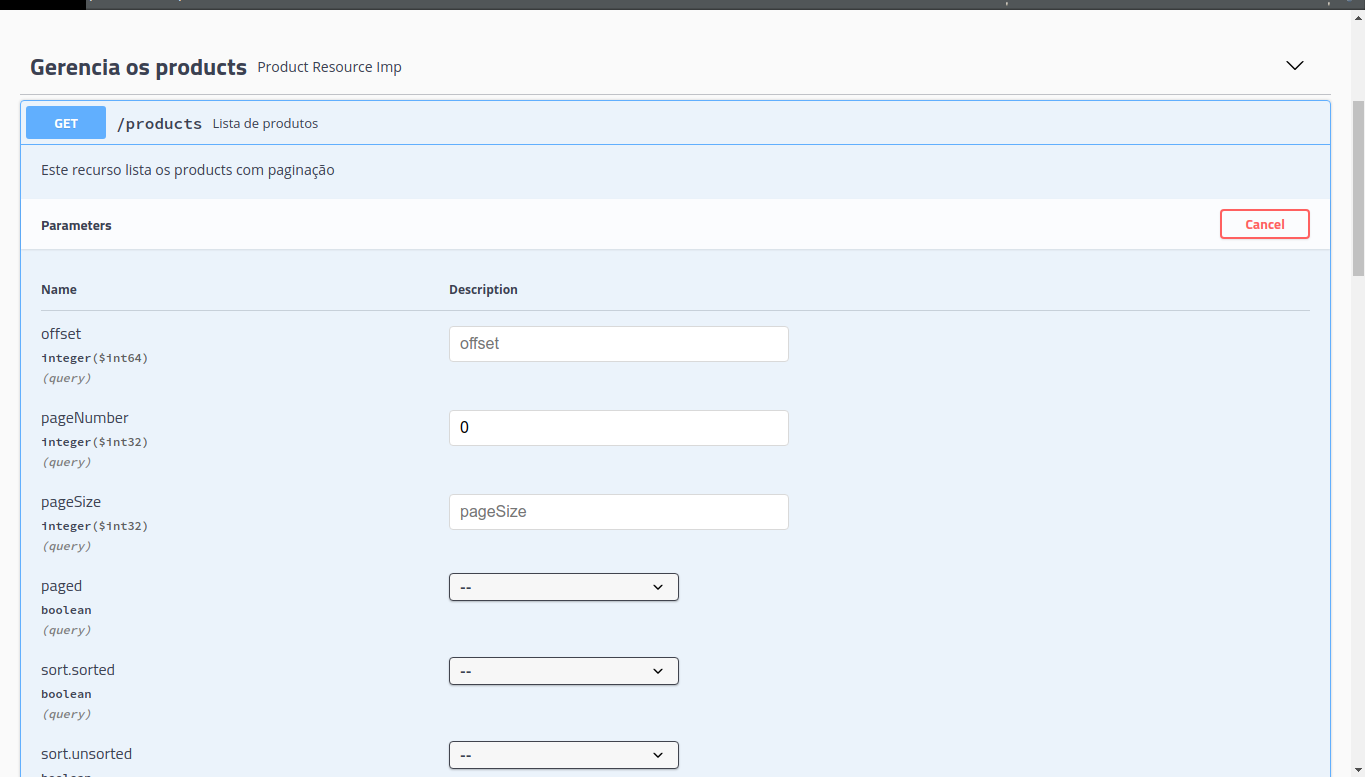 Gerencia os products Product Resource Imp
GET /products Lista de produtos
Este recurso lista os products com paginação
Parameters Cancel
Name Description
offset
offset
integer($int64)
(query)
pageNumber
0
integer($int32)
(query)
pageSize
pageSize
integer($int32)
(query)
paged
--
boolean
(query)
sort.sorted
--
boolean
(query)
sort.unsorted
--
boolean